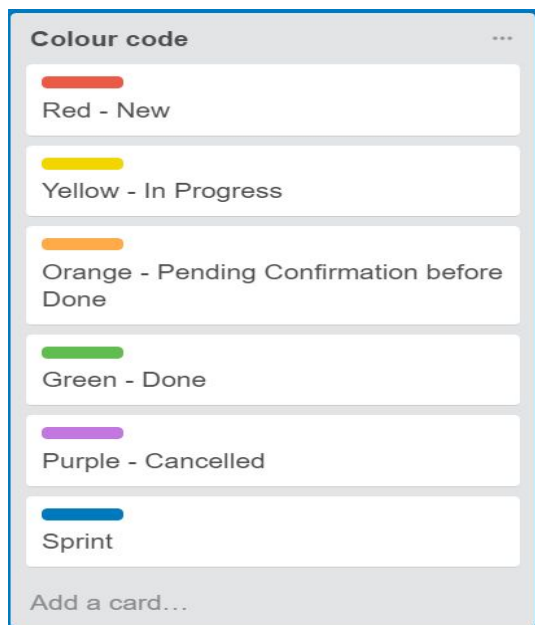 Colour code
Red - New
Yellow - In Progress
Orange - Pending Confirmation before
Done
Green - Done
Purple - Cancelled
Sprint
Add a card...